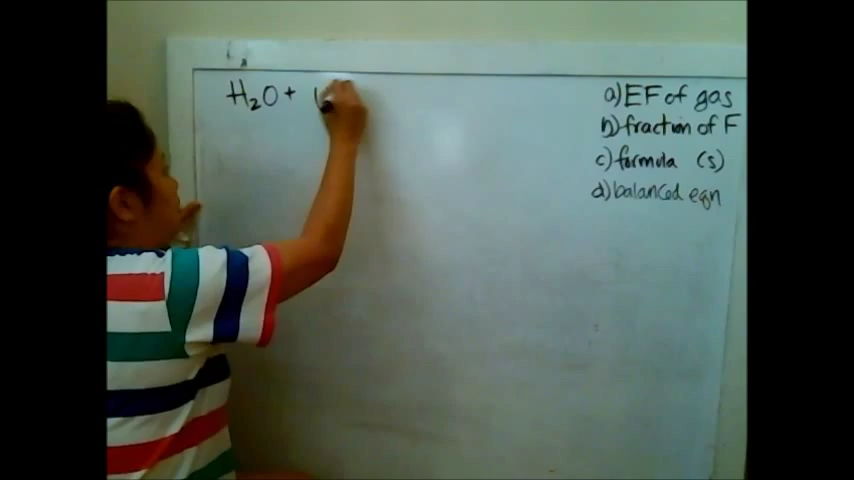 H₂O +
a) EF of gas
b) fraction of F
c) formula (s)
d) balanced eqn